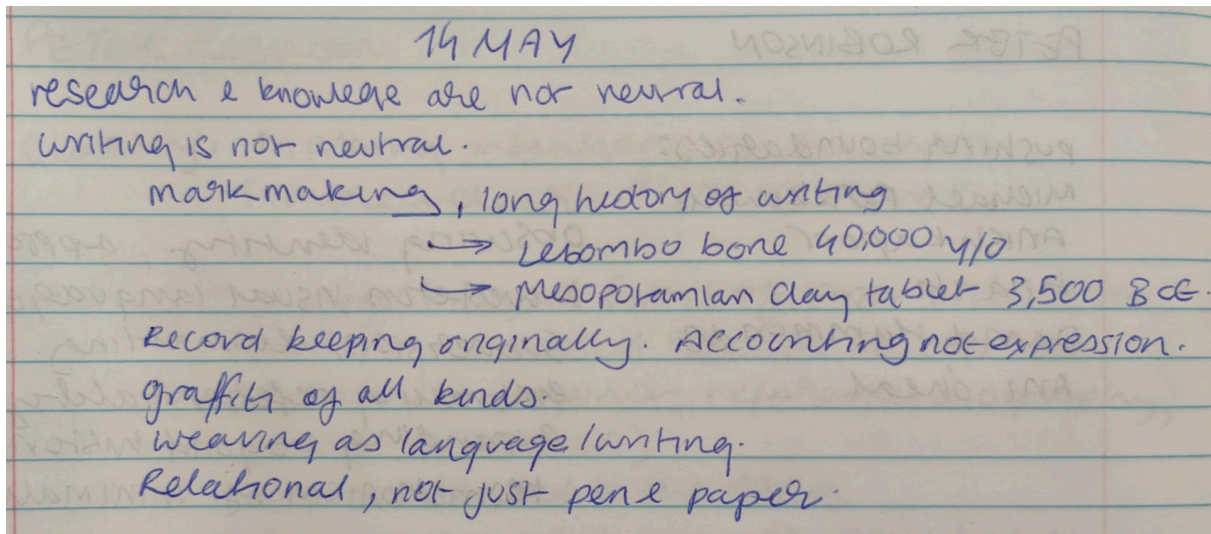 14 MAY
research & knowlege are not neutral.
writing is not neutral.
mark making, long history of writing
→ Lebombo bone 40,000 y/o
→ Mesopotamian clay tablet 3,500 BCE.
Record keeping originally. Accounting not expression.
graffiti of all kinds.
weaving as language/writing.
Relational, not just pen & paper.